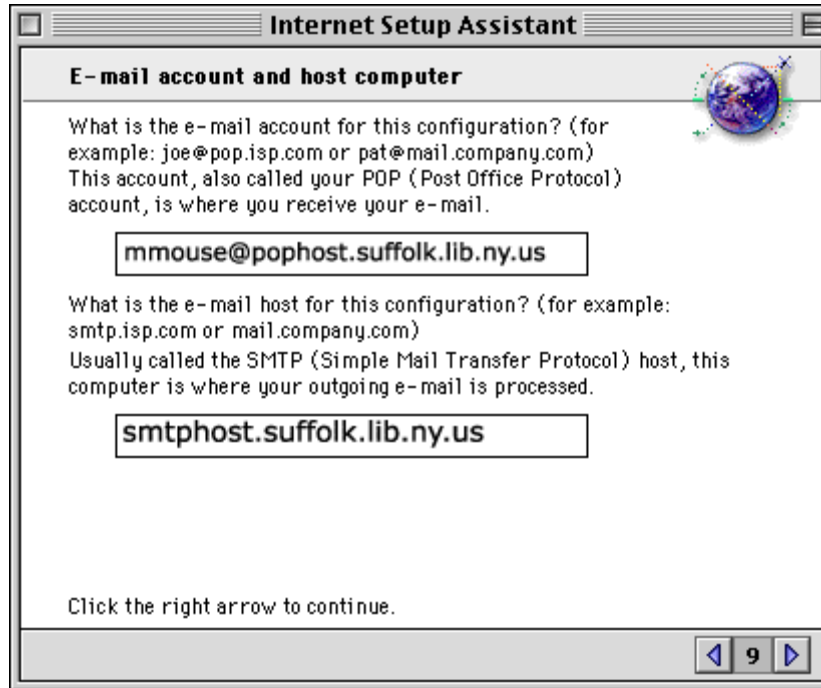 Internet Setup Assistant
E-mail account and host computer
What is the e-mail account for this configuration? (for
example: joe@pop.isp.com or pat@mail.company.com)
This account, also called your POP (Post Office Protocol)
account, is where you receive your e-mail.
mmouse@pophost.suffolk.lib.ny.us
What is the e-mail host for this configuration? (for example:
smtp.isp.com or mail.company.com)
Usually called the SMTP (Simple Mail Transfer Protocol) host, this
computer is where your outgoing e-mail is processed.
smtphost.suffolk.lib.ny.us
Click the right arrow to continue.
9